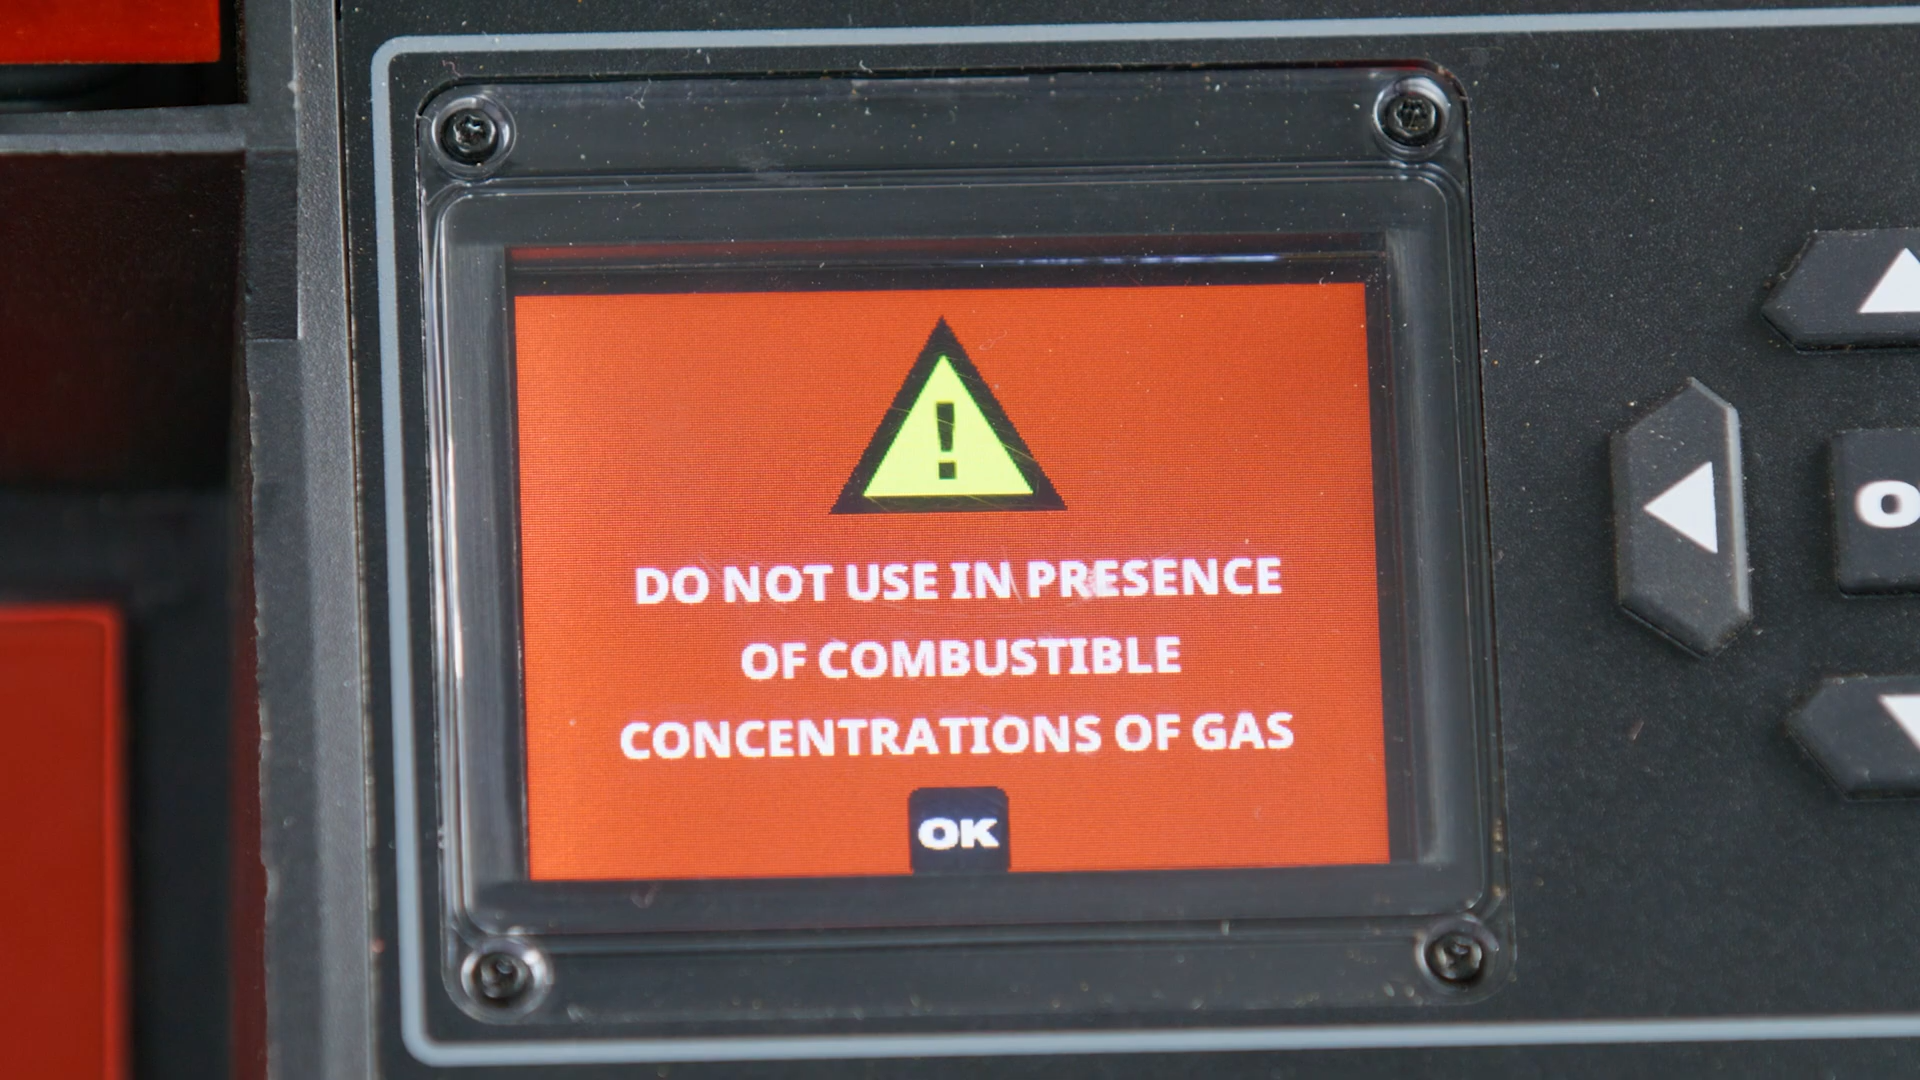 !
DO NOT USE IN PRESENCE
OF COMBUSTIBLE
CONCENTRATIONS OF GAS
OK